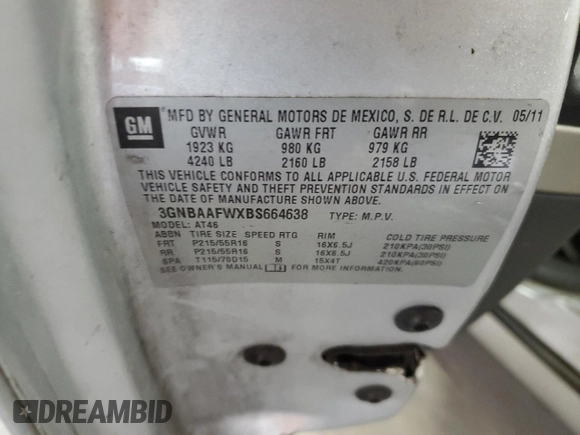 GM MFD BY GENERAL MOTORS DE MEXICO, S. DE R.L. DE C.V. 05/11
GVWR GAWR FRT GAWR RR
1923 KG 980 KG 979 KG
4240 LB 2160 LB 2158 LB
THIS VEHICLE CONFORMS TO ALL APPLICABLE U.S. FEDERAL MOTOR
VEHICLE SAFETY AND THEFT PREVENTION STANDARDS IN EFFECT ON
THE DATE OF MANUFACTURE SHOWN ABOVE.
3GNBAAFWXBS664638 TYPE: M.P.V.
MODEL: AT46
ABBN TIRE SIZE SPEED RTG RIM COLD TIRE PRESSURE
FRT P215/55R16 S 16X6.5J 210KPA(30PSI)
RR P215/55R16 S 16X6.5J 210KPA(30PSI)
SPA T115/70D15 M 15X4T 420KPA(60PSI)
SEE OWNER'S MANUAL FOR MORE INFORMATION.
DREAMBID